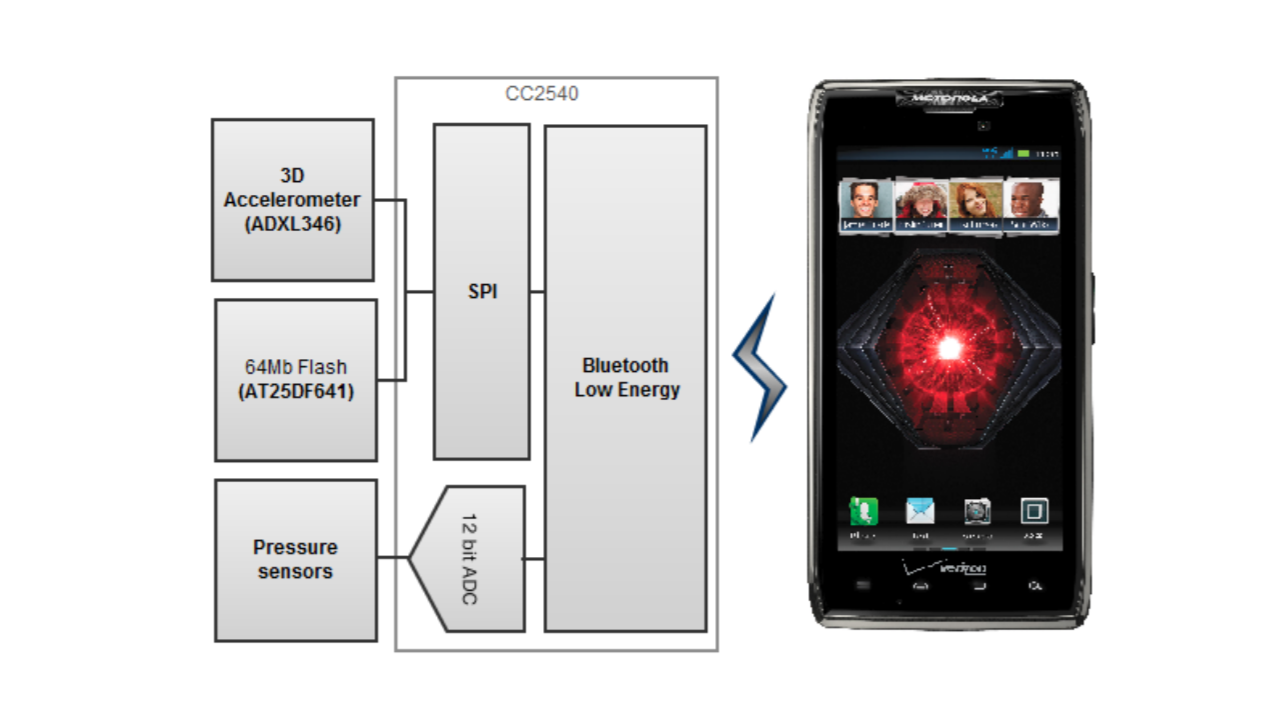 CC2540
3D
Accelerometer
(ADXL346)
64Mb Flash
(AT25DF641)
Pressure
sensors
SPI
12 bit ADC
Bluetooth
Low Energy
MOTOROLA
verizon